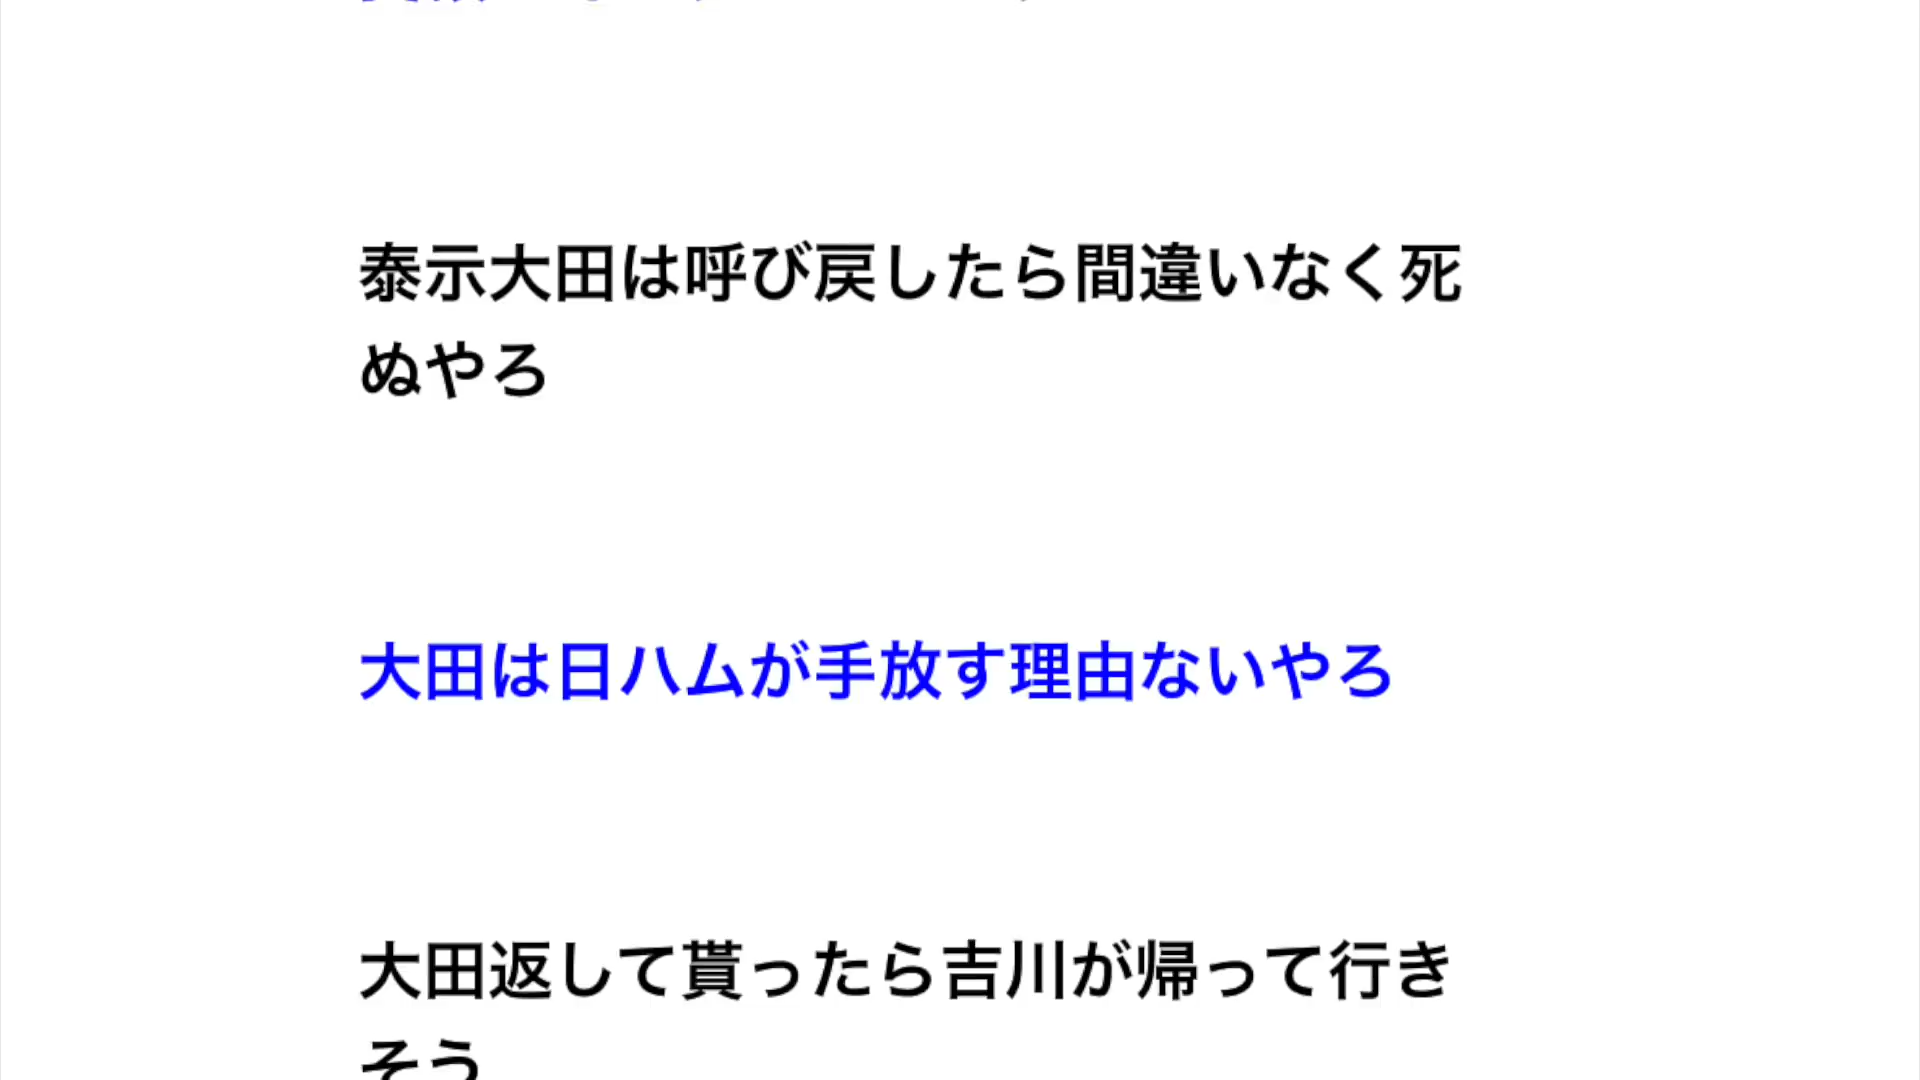 泰示大田は呼び戻したら間違いなく死
ぬやろ
大田は日ハムが手放す理由ないやろ
大田返して貰ったら吉川が帰って行き
そう